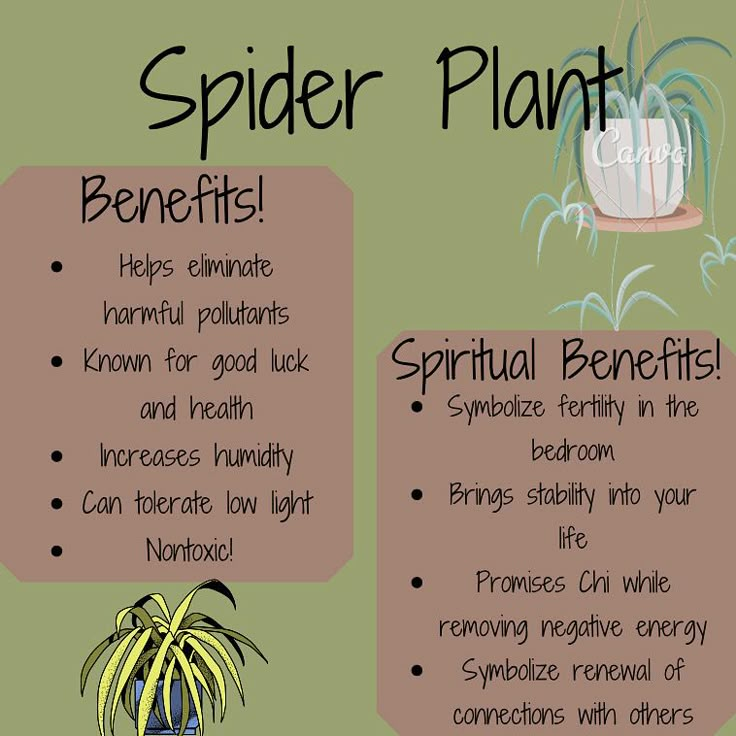 Spider Plant
Canva
Benefits!
• Helps eliminate
harmful pollutants
• Known for good luck
and health
• Increases humidity
• Can tolerate low light
• Nontoxic!
Spiritual Benefits!
• Symbolize fertility in the
bedroom
• Brings stability into your
life
• Promises Chi while
removing negative energy
• Symbolize renewal of
connections with others